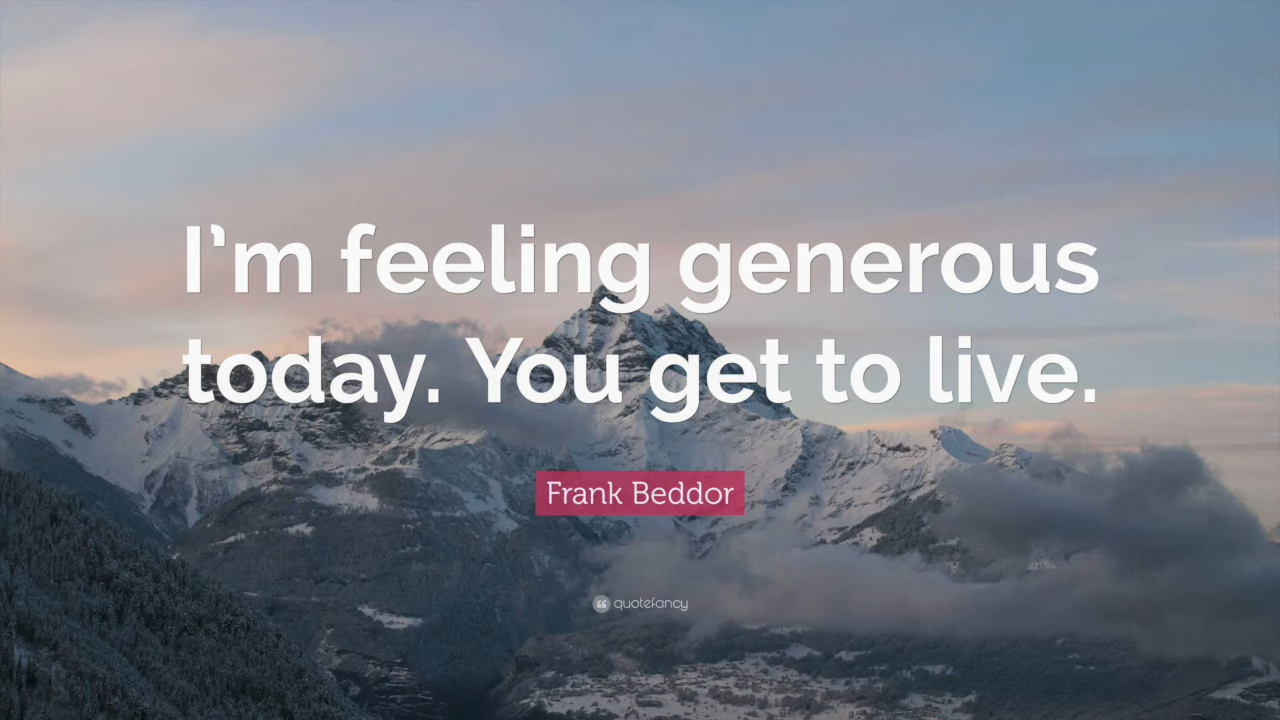 I’m feeling generous
today. You get to live.
Frank Beddor
quotefancy